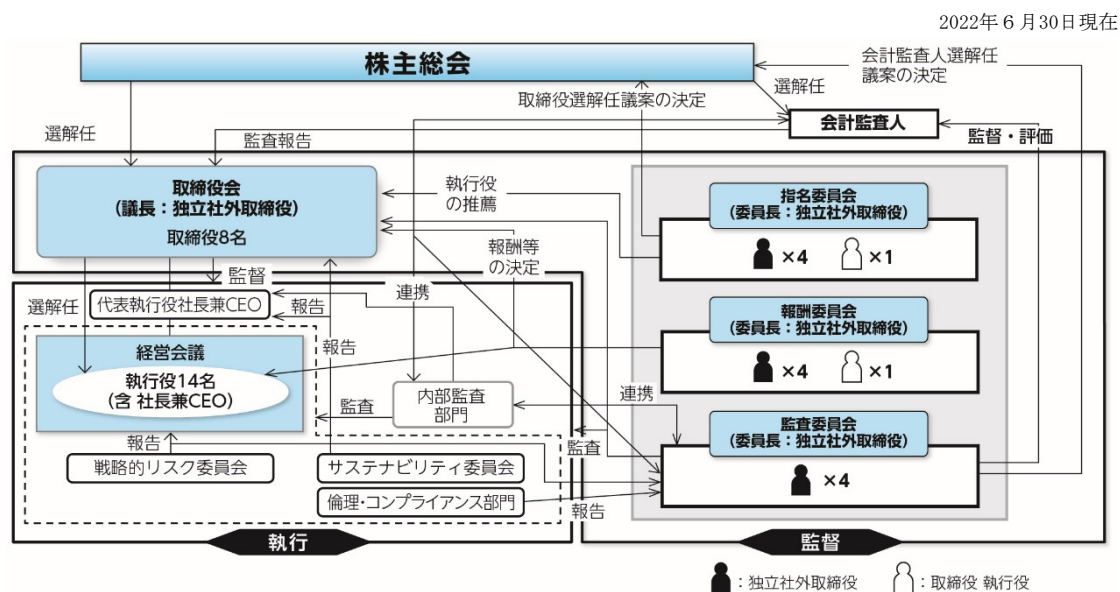 2022年６月30日現在
株主総会
会計監査人選解任
議案の決定
選解任
取締役選解任議案の決定
会計監査人
選解任
監査報告
監督・評価
取締役会
(議長：独立社外取締役)
取締役8名
執行役
の推薦
指名委員会
(委員長：独立社外取締役)
×4
×1
報酬等
の決定
監督
連携
選解任
代表執行役社長兼CEO
報告
報酬委員会
(委員長：独立社外取締役)
×4
×1
経営会議
執行役14名
(含 社長兼CEO)
報告
内部監査
部門
監査
連携
監査委員会
(委員長：独立社外取締役)
×4
報告
監査
戦略的リスク委員会
サステナビリティ委員会
倫理・コンプライアンス部門
報告
執行
監督
：独立社外取締役
：取締役 執行役